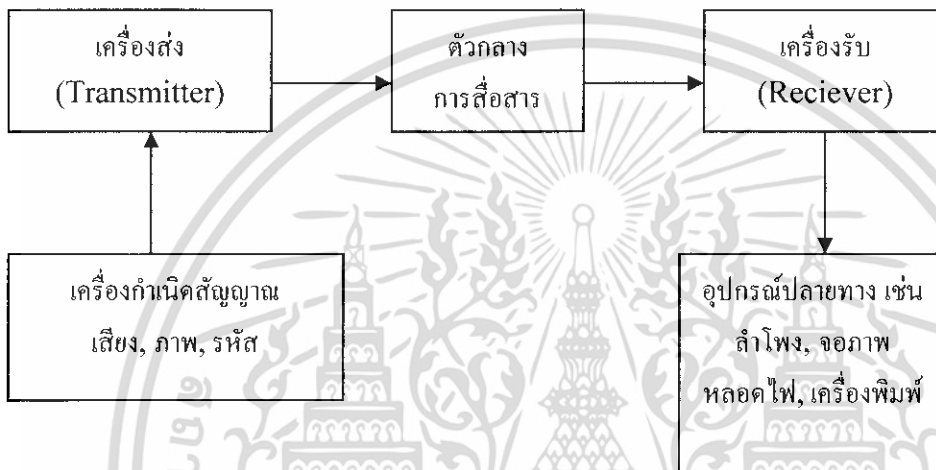 เครื่องส่ง
(Transmitter)
ตัวกลาง
การสื่อสาร
เครื่องรับ
(Reciever)
เครื่องกำเนิดสัญญาณ
เสียง, ภาพ, รหัส
อุปกรณ์ปลายทาง เช่น
ลำโพง, จอภาพ
หลอดไฟ, เครื่องพิมพ์